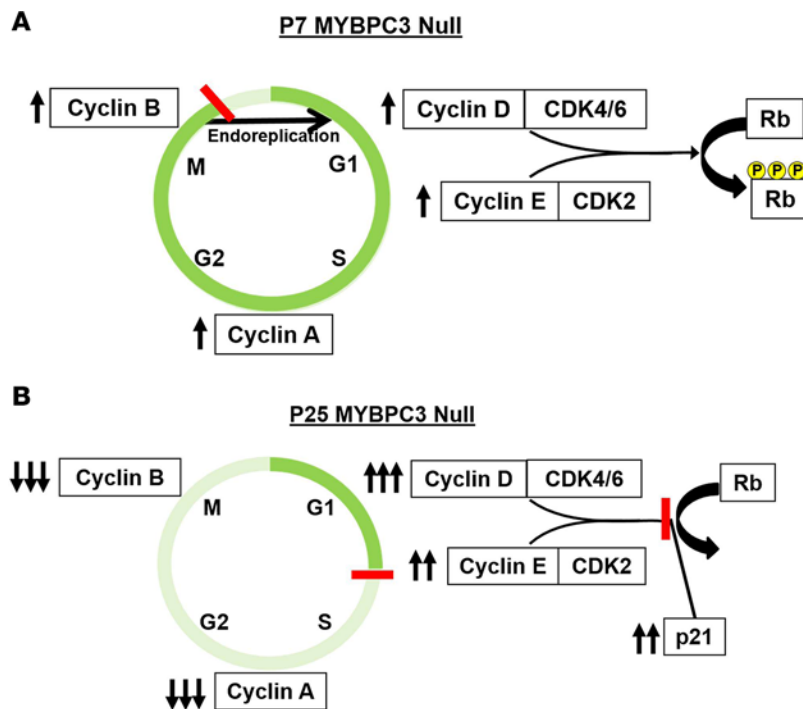 A
P7 MYBPC3 Null
Cyclin B
Endoreplication
M
G1
G2
S
Cyclin A
Cyclin D
CDK4/6
Cyclin E
CDK2
Rb
P P P
Rb
B
P25 MYBPC3 Null
Cyclin B
M
G1
G2
S
Cyclin A
Cyclin D
CDK4/6
Cyclin E
CDK2
Rb
p21